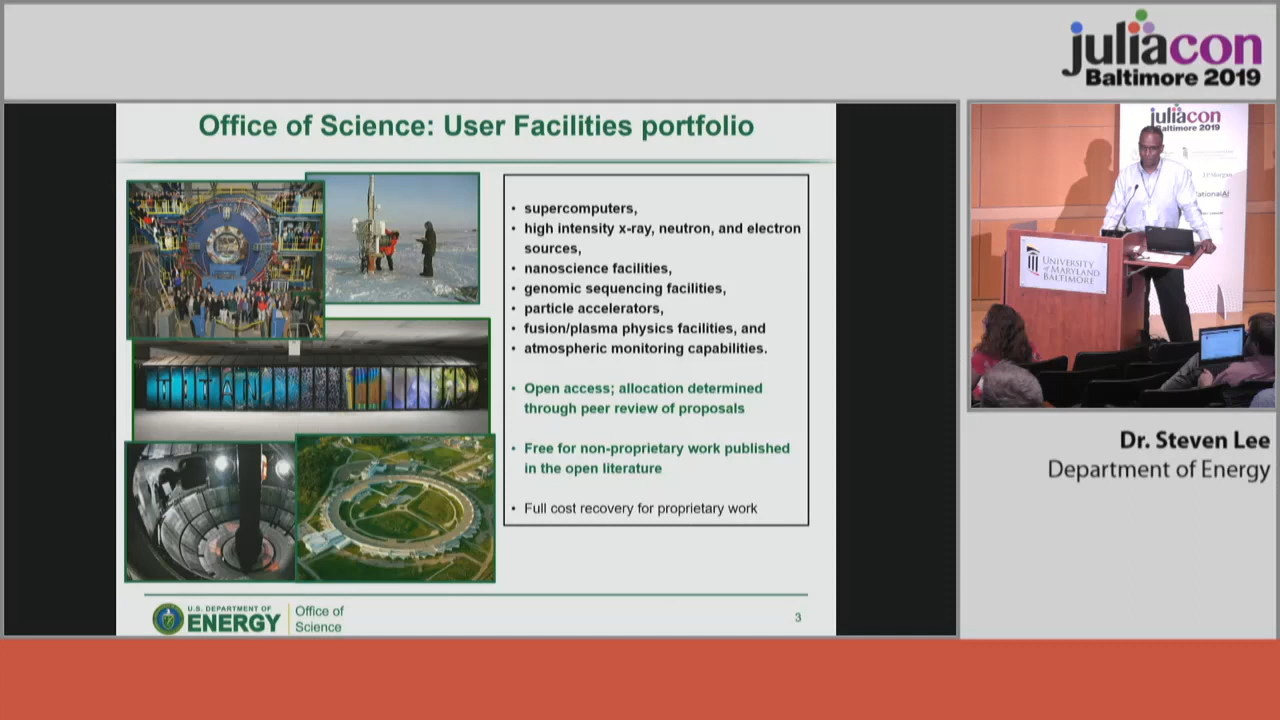 juliacon
Baltimore 2019
Office of Science: User Facilities portfolio
• supercomputers,
• high intensity x-ray, neutron, and electron
sources,
• nanoscience facilities,
• genomic sequencing facilities,
• particle accelerators,
• fusion/plasma physics facilities, and
• atmospheric monitoring capabilities.
• Open access; allocation determined
through peer review of proposals
• Free for non-proprietary work published
in the open literature
• Full cost recovery for proprietary work
TITAN
U.S. DEPARTMENT OF
ENERGY
Office of
Science
3
juliacon
Baltimore 2019
UNIVERSITY
OF MARYLAND
BALTIMORE
Dr. Steven Lee
Department of Energy